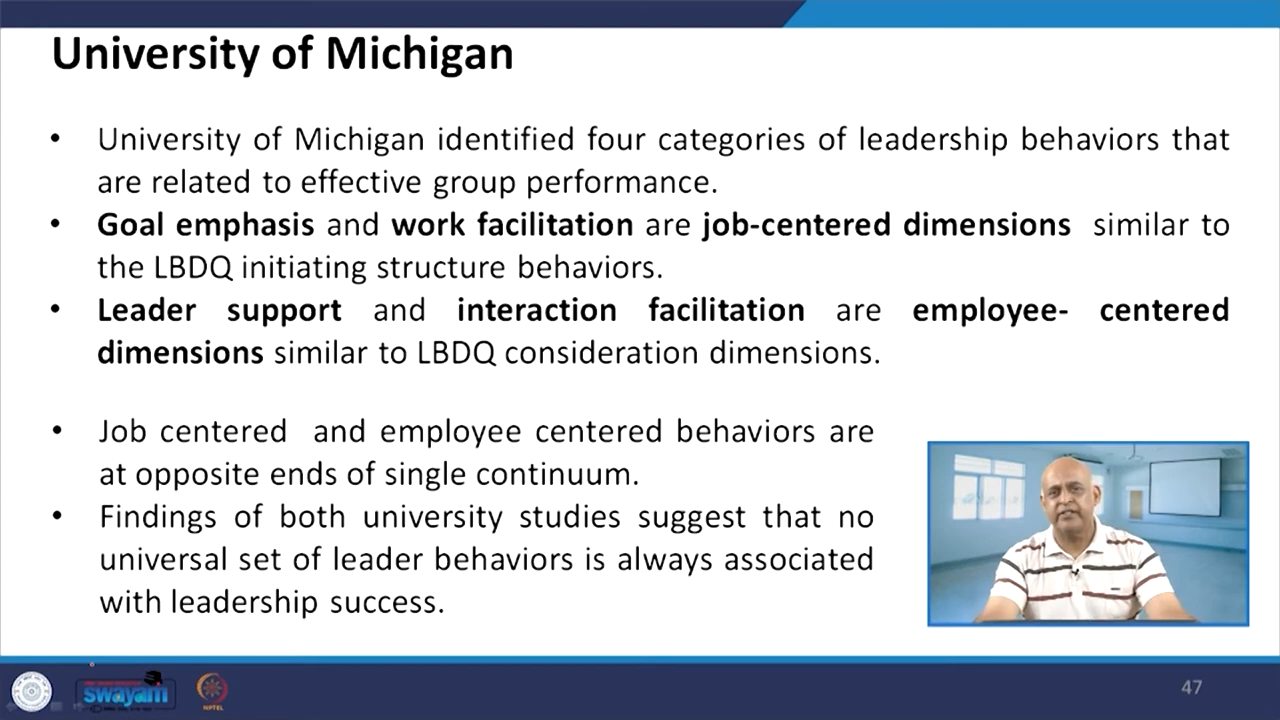 University of Michigan
• University of Michigan identified four categories of leadership behaviors that
are related to effective group performance.
• Goal emphasis and work facilitation are job-centered dimensions similar to
the LBDQ initiating structure behaviors.
• Leader support and interaction facilitation are employee- centered
dimensions similar to LBDQ consideration dimensions.
• Job centered and employee centered behaviors are
at opposite ends of single continuum.
• Findings of both university studies suggest that no
universal set of leader behaviors is always associated
with leadership success.
swayam
NPTEL
47